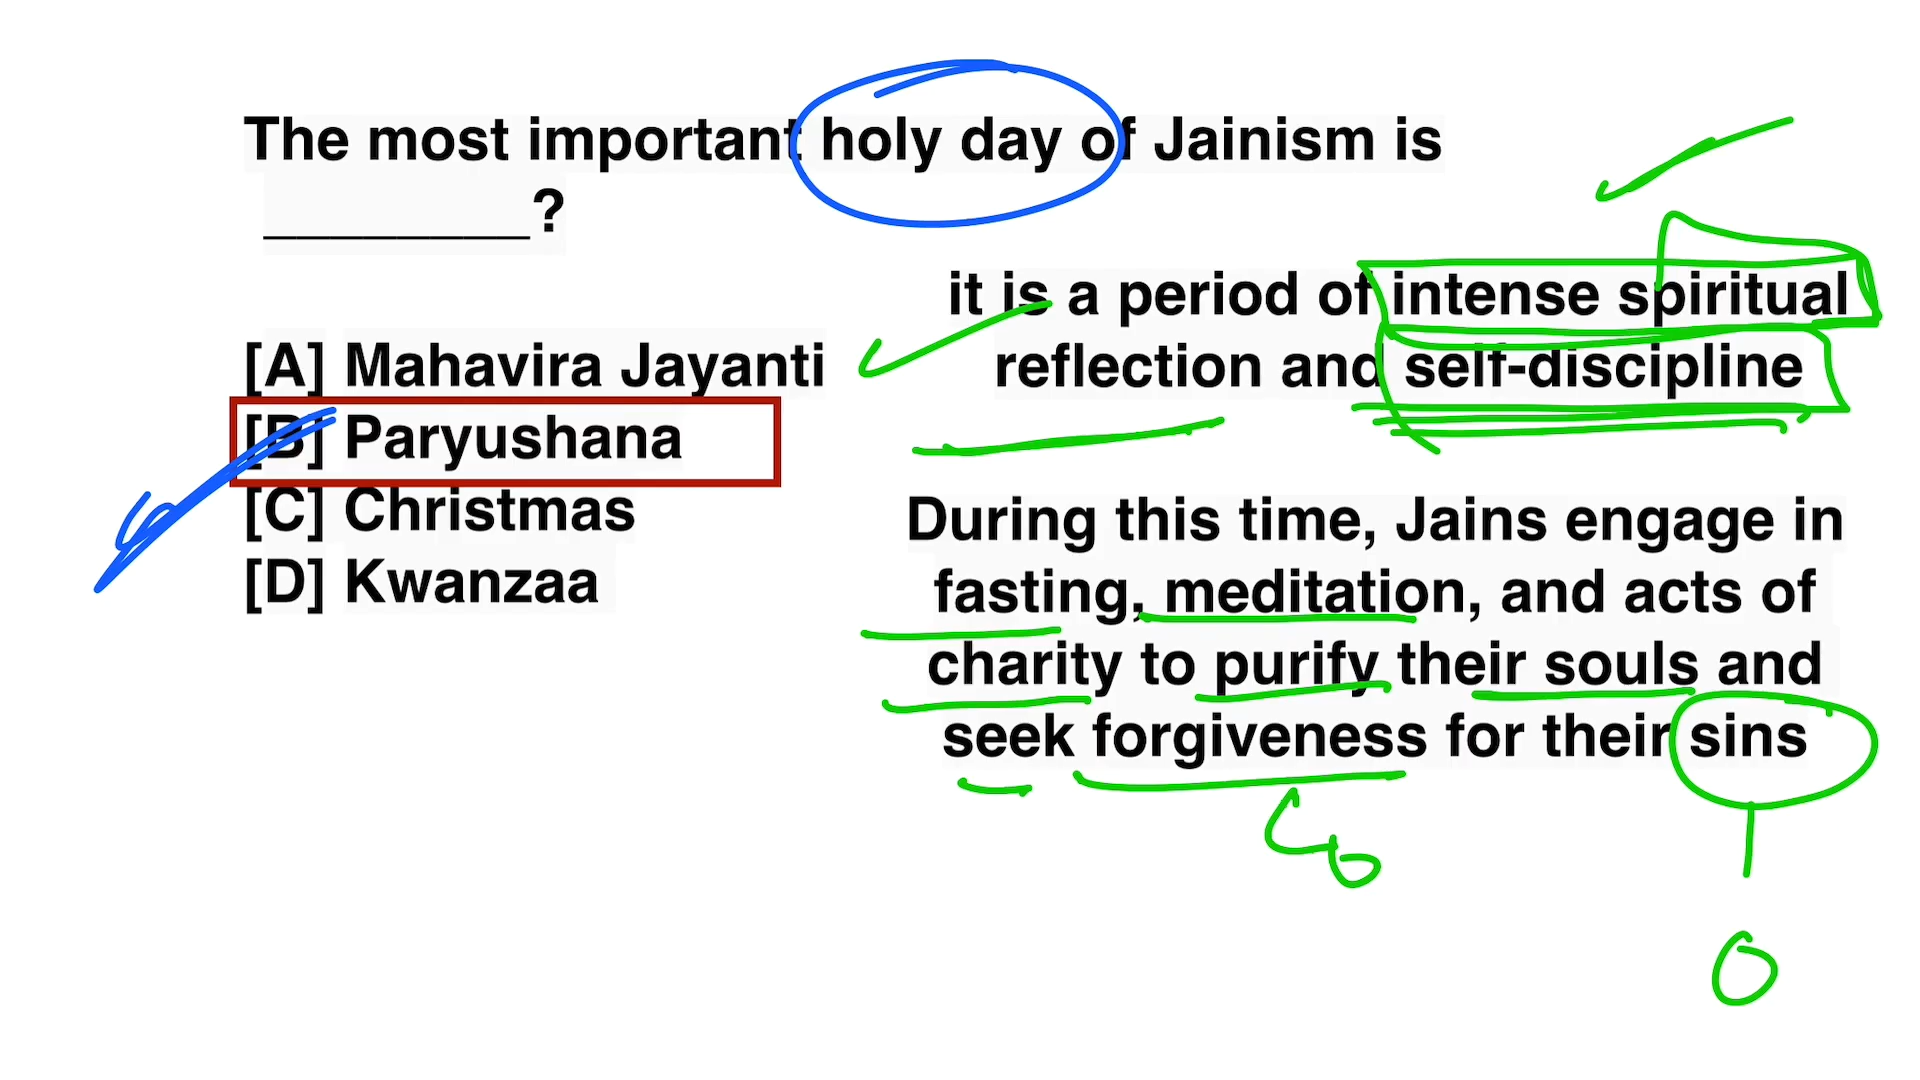 The most important holy day of Jainism is
_________?
[A] Mahavira Jayanti
[B] Paryushana
[C] Christmas
[D] Kwanzaa
it is a period of intense spiritual
reflection and self-discipline
During this time, Jains engage in
fasting, meditation, and acts of
charity to purify their souls and
seek forgiveness for their sins